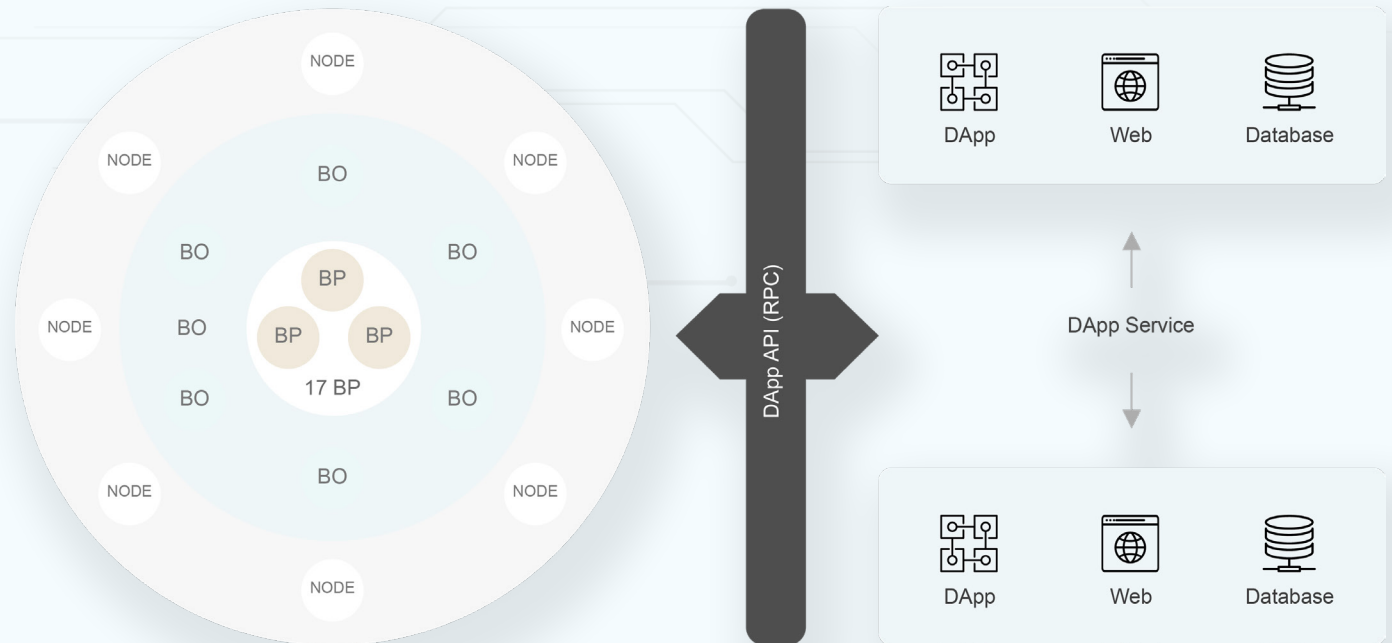 NODE
NODE
NODE
BO
BO
BO
BP
NODE
BO
BP
BP
NODE
17 BP
BO
BO
BO
NODE
NODE
NODE
DApp API (RPC)
DApp
Web
Database
DApp Service
DApp
Web
Database